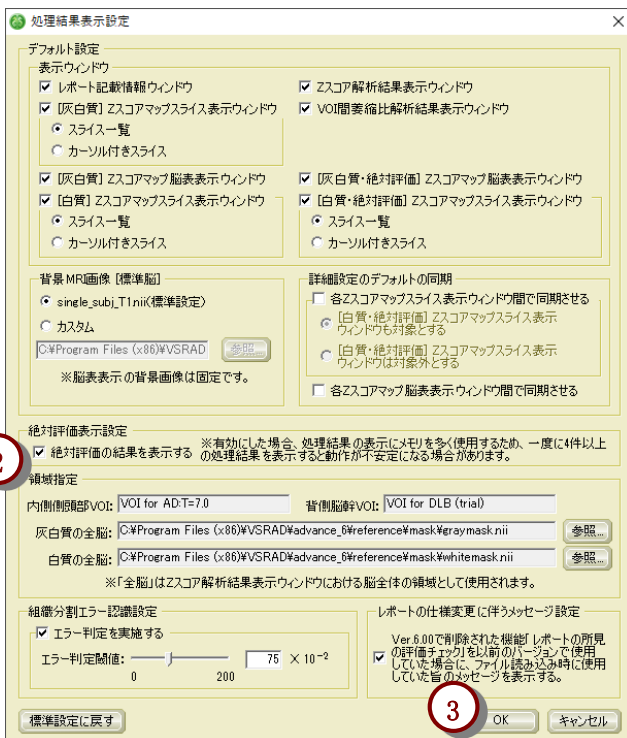 処理結果表示設定
デフォルト設定
表示ウィンドウ
レポート記載情報ウィンドウ
Zスコア解析結果表示ウィンドウ
[灰白質] Zスコアマップスライス表示ウィンドウ
VOI間萎縮比解析結果表示ウィンドウ
スライス一覧
カーソル付きスライス
[灰白質] Zスコアマップ脳表表示ウィンドウ
[灰白質・絶対評価] Zスコアマップ脳表表示ウィンドウ
[白質] Zスコアマップスライス表示ウィンドウ
[白質・絶対評価] Zスコアマップスライス表示ウィンドウ
スライス一覧
スライス一覧
カーソル付きスライス
カーソル付きスライス
背景MRI画像 [標準脳]
single_subj_T1.nii(標準設定)
カスタム
C:¥Program Files (x86)¥VSRAD
参照...
※脳表表示の背景画像は固定です。
詳細設定のデフォルトの同期
各Zスコアマップスライス表示ウィンドウ間で同期させる
[白質・絶対評価] Zスコアマップスライス表示
ウィンドウも対象とする
[白質・絶対評価] Zスコアマップスライス表示
ウィンドウは対象外とする
各Zスコアマップ脳表表示ウィンドウ間で同期させる
絶対評価表示設定
2
絶対評価の結果を表示する
※有効にした場合、処理結果の表示にメモリを多く使用するため、一度に4件以上
の処理結果を表示すると動作が不安定になる場合があります。
領域指定
内側側頭部VOI: VOI for AD:T=7.0
背側脳幹VOI: VOI for DLB (trial)
灰白質の全脳: C:¥Program Files (x86)¥VSRAD¥advance_6¥reference¥mask¥graymask.nii 参照...
白質の全脳: C:¥Program Files (x86)¥VSRAD¥advance_6¥reference¥mask¥whitemask.nii 参照...
※「全脳」はZスコア解析結果表示ウィンドウにおける脳全体の領域として使用されます。
組織分割エラー認識設定
エラー判定を実施する
エラー判定閾値: 75 × 10⁻²
0 200
レポートの仕様変更に伴うメッセージ設定
Ver.6.00で削除された機能「レポートの所見
の評価チェック」を以前のバージョンで使用
していた場合に、ファイル読み込み時に使用
していた旨のメッセージを表示する。
標準設定に戻す
3
OK
キャンセル